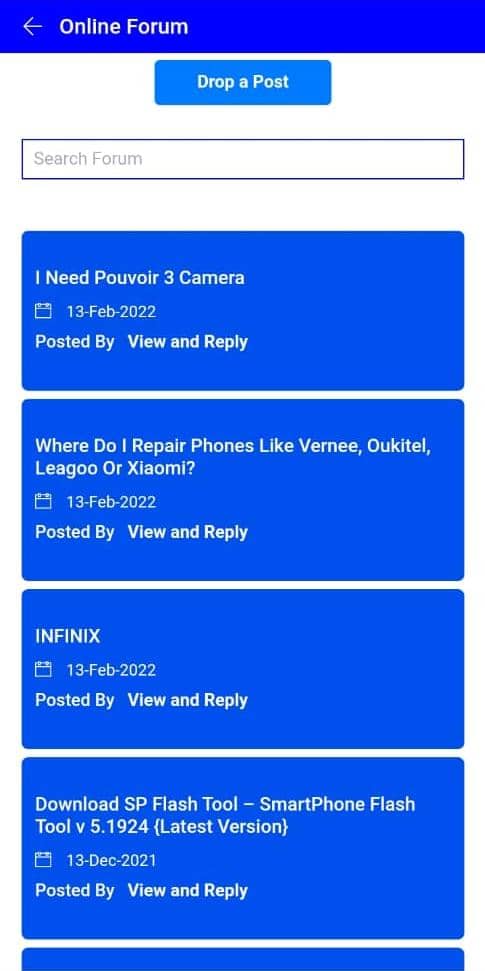 Online Forum
Drop a Post
Search Forum
I Need Pouvoir 3 Camera
13-Feb-2022
Posted By View and Reply
Where Do I Repair Phones Like Vernee, Oukitel,
Leagoo Or Xiaomi?
13-Feb-2022
Posted By View and Reply
INFINIX
13-Feb-2022
Posted By View and Reply
Download SP Flash Tool – SmartPhone Flash
Tool v 5.1924 {Latest Version}
13-Dec-2021
Posted By View and Reply